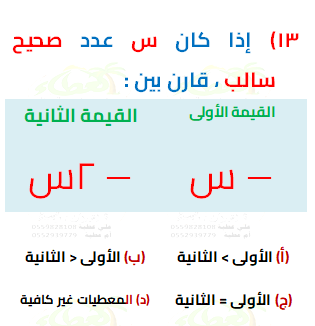 ١٣) إذا كان س عدد صحيح
سالب ، قارن بين :
القيمة الأولى القيمة الثانية
– س – ٢س
(أ) الأولى > الثانية (ب) الأولى < الثانية
(ج) الأولى = الثانية (د) المعطيات غير كافية